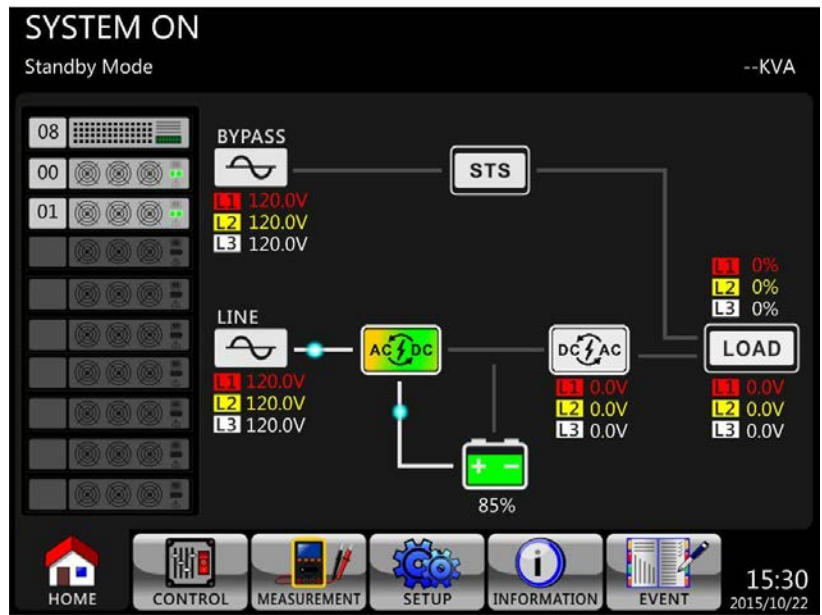 SYSTEM ON
Standby Mode
--KVA
08
00
01
BYPASS
L1 120.0V
L2 120.0V
L3 120.0V
STS
L1 0%
L2 0%
L3 0%
LINE
AC DC
DC AC
LOAD
L1 120.0V
L2 120.0V
L3 120.0V
L1 0.0V
L2 0.0V
L3 0.0V
L1 0.0V
L2 0.0V
L3 0.0V
+ -
85%
HOME
CONTROL
MEASUREMENT
SETUP
INFORMATION
EVENT
15:30
2015/10/22